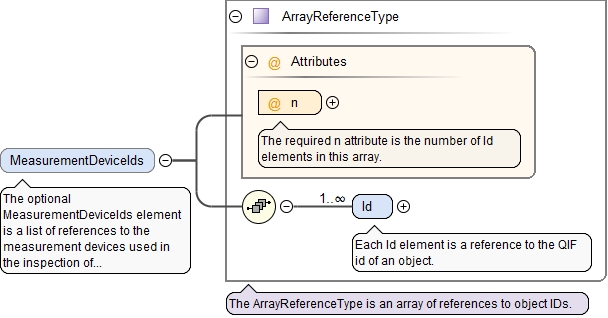 ArrayReferenceType
@ Attributes
@ n
The required n attribute is the number of Id
elements in this array.
MeasurementDeviceIds
The optional
MeasurementDeviceIds element
is a list of references to the
measurement devices used in
the inspection of...
1..∞
Id
Each Id element is a reference to the QIF
id of an object.
The ArrayReferenceType is an array of references to object IDs.